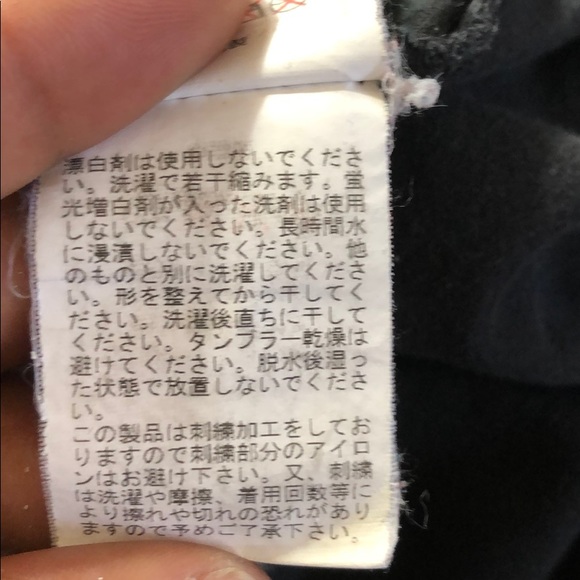 漂白剤は使用しないでくださ
い。洗濯で若干縮みます。蛍
光増白剤が入った洗剤は使用
しないでください。長時間水
に浸漬しないでください。他
のものと別に洗濯してくださ
い。形を整えてから干してく
ださい。洗濯後直ちに干して
ください。タンブラー乾燥は
避けてください。脱水後湿っ
た状態で放置しないでくださ
い。
この製品は刺繍加工をしてお
りますので刺繍部分のアイロ
ンはお避け下さい。又、刺繍
は洗濯や摩擦、着用回数等に
より擦れや切れの恐れがあり
ますので予めご了承下さい。